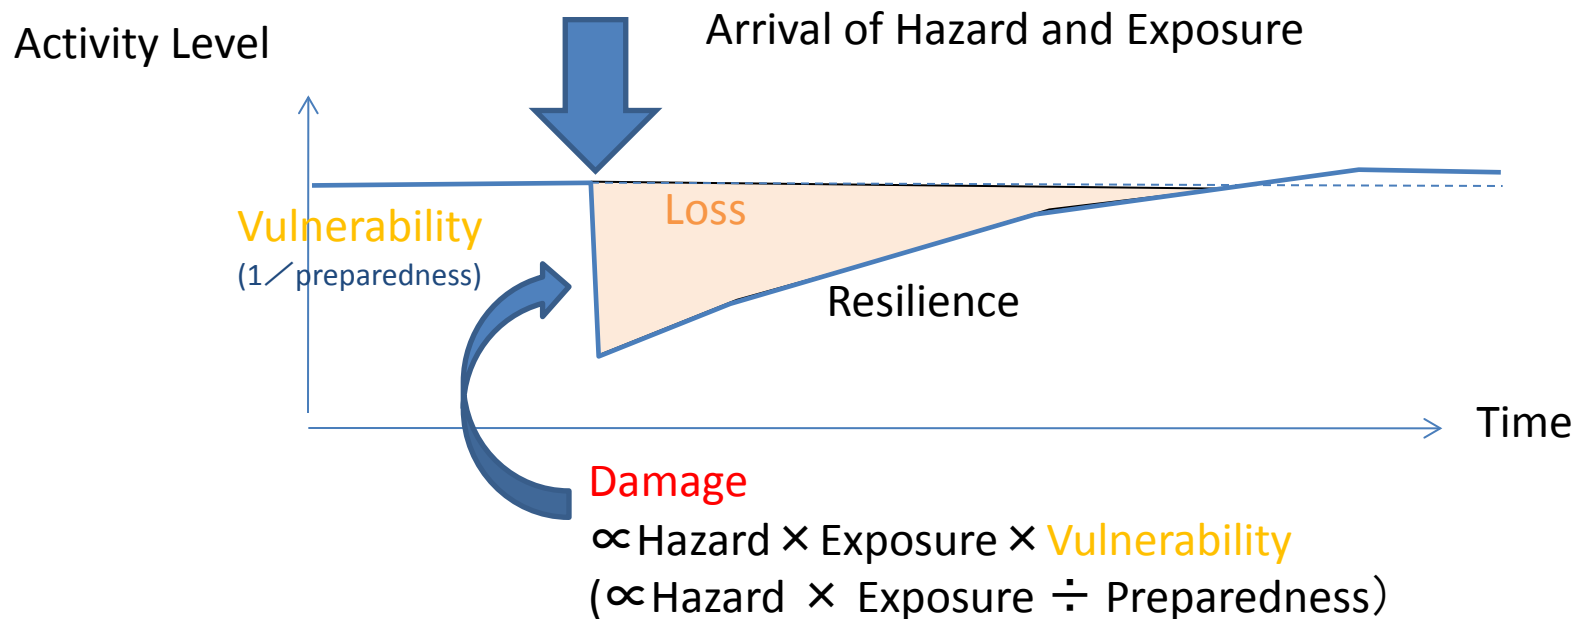 Activity Level
Arrival of Hazard and Exposure
Vulnerability
(1／preparedness)
Loss
Resilience
Time
Damage
∝Hazard×Exposure×Vulnerability
(∝Hazard × Exposure ÷ Preparedness）